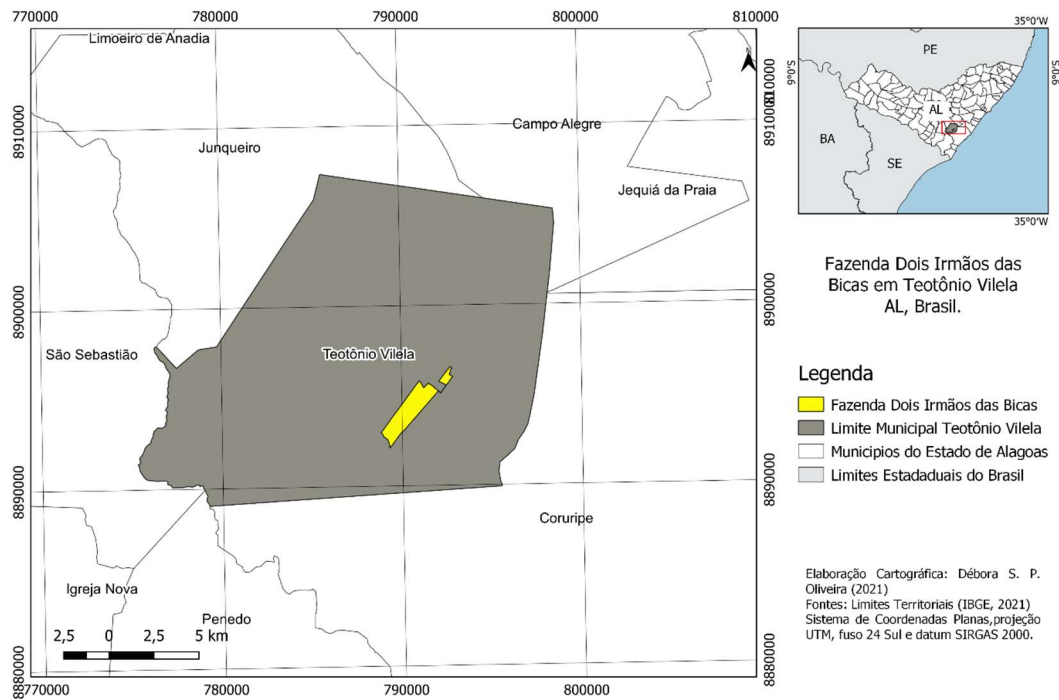 770000
780000
790000
800000
810000
Limoeiro de Anadia
Junqueiro
Campo Alegre
Jequiá da Praia
São Sebastião
Teotônio Vilela
Coruripe
Igreja Nova
Penedo
2,5 0 2,5 5 km
8910000
8900000
8890000
8880000
8910000
8900000
8890000
8880000
770000
780000
790000
800000
35°0'W
9°0'S
9°0'S
PE
AL
BA
SE
35°0'W
Fazenda Dois Irmãos das
Bicas em Teotônio Vilela
AL, Brasil.
Legenda
Fazenda Dois Irmãos das Bicas
Limite Municipal Teotônio Vilela
Municipios do Estado de Alagoas
Limites Estadaduais do Brasil
Elaboração Cartográfica: Débora S. P.
Oliveira (2021)
Fontes: Limites Territoriais (IBGE, 2021)
Sistema de Coordenadas Planas,projeção
UTM, fuso 24 Sul e datum SIRGAS 2000.